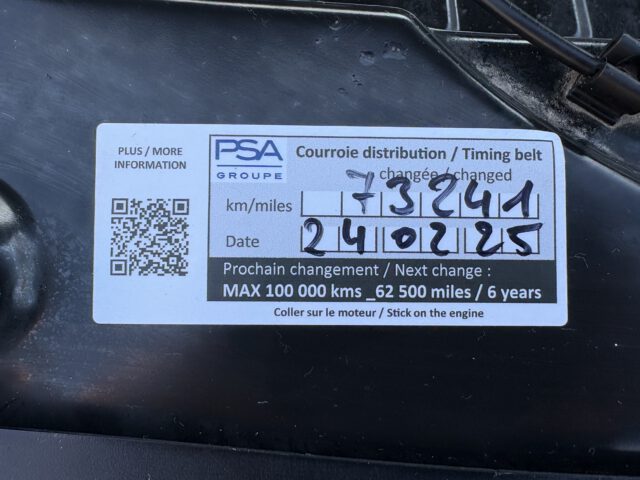 PLUS / MORE
INFORMATION
PSA
GROUPE
Courroie distribution / Timing belt
changée / changed
km/miles 73241
Date 240225
Prochain changement / Next change :
MAX 100 000 kms _62 500 miles / 6 years
Coller sur le moteur / Stick on the engine